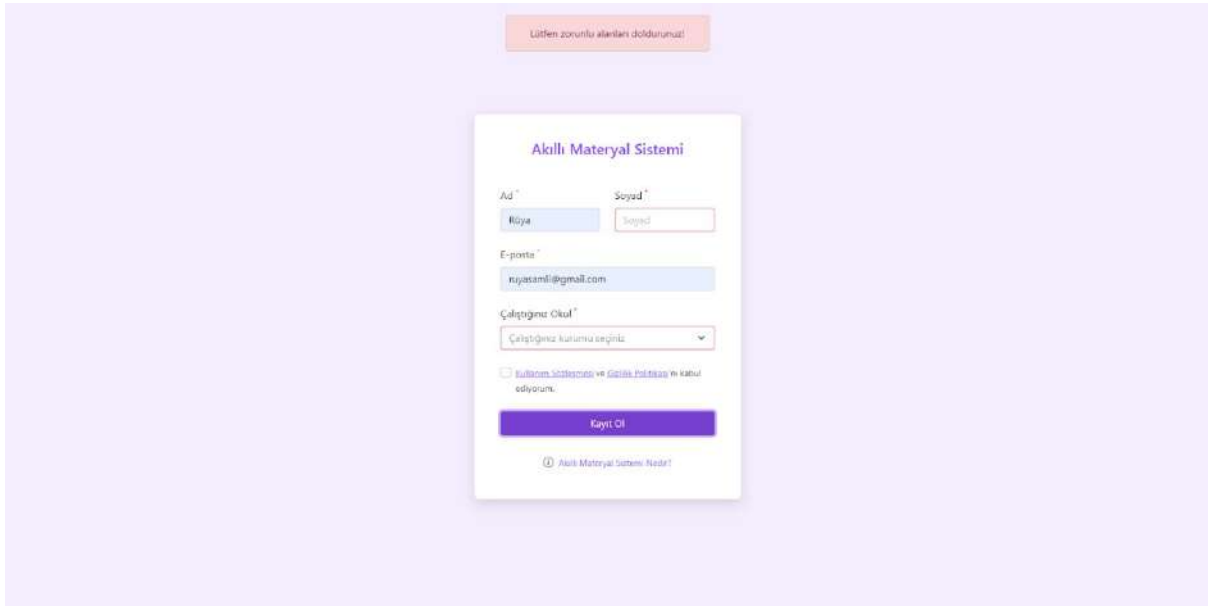 Lütfen zorunlu alanları doldurunuz!
Akıllı Materyal Sistemi
Ad * Soyad *
Rüya Soyad
E-posta *
ruyasamlii@gmail.com
Çalıştığınız Okul *
Çalıştığınız kurumu seçiniz
Kullanım Sözleşmesi ve Gizlilik Politikası'nı kabul
ediyorum.
Kayıt Ol
Akıllı Materyal Sistemi Nedir?